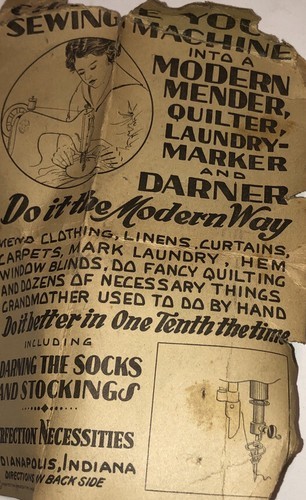 E YOU
SEWING MACHINE
INTO A
MODERN
MENDER,
QUILTER,
LAUNDRY-
MARKER
AND
DARNER
Do it the Modern Way
MEND CLOTHING, LINENS, CURTAINS,
CARPETS, MARK LAUNDRY, HEM
WINDOW BLINDS, DO FANCY QUILTING
AND DOZENS OF NECESSARY THINGS
GRANDMOTHER USED TO DO BY HAND
Do it better in One Tenth the time
INCLUDING
DARNING THE SOCKS
AND STOCKINGS
RFECTION NECESSITIES
DIANAPOLIS, INDIANA
DIRECTIONS ON BACK SIDE